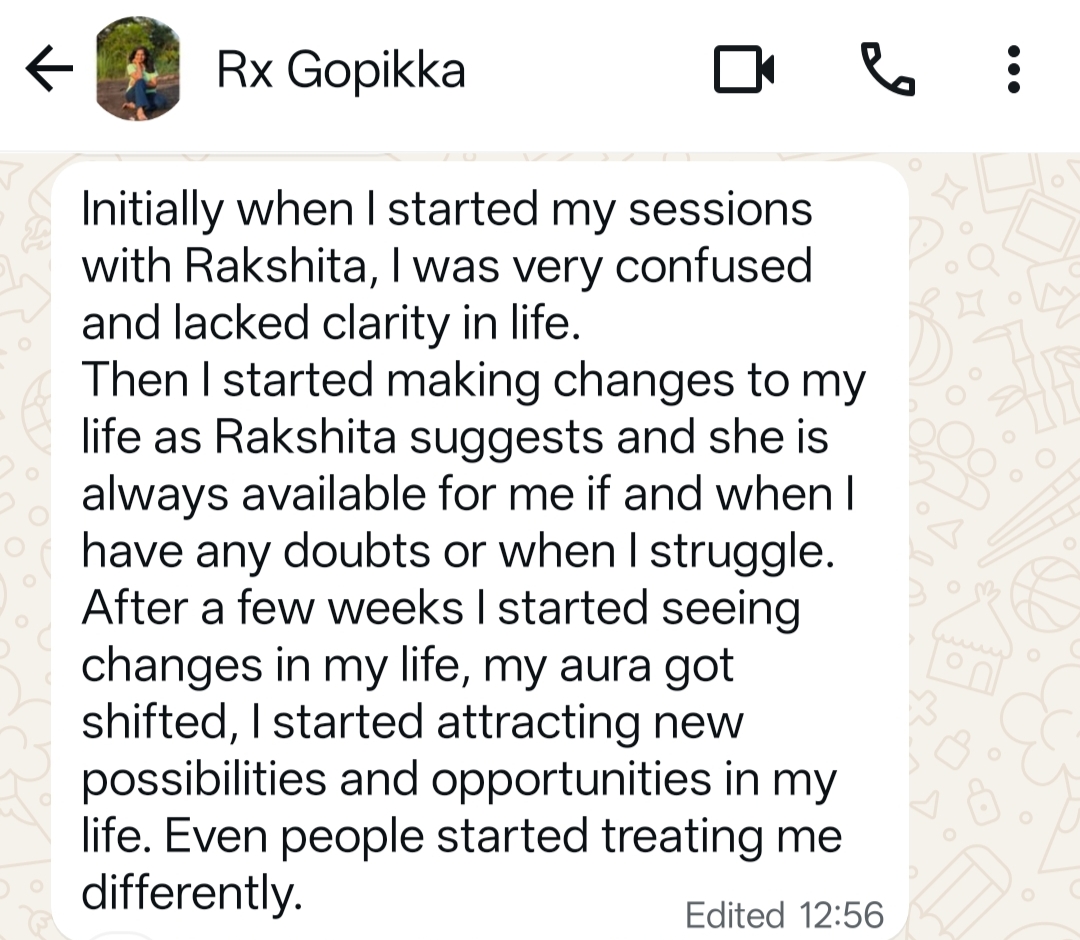 Rx Gopikka
Initially when I started my sessions
with Rakshita, I was very confused
and lacked clarity in life.
Then I started making changes to my
life as Rakshita suggests and she is
always available for me if and when I
have any doubts or when I struggle.
After a few weeks I started seeing
changes in my life, my aura got
shifted, I started attracting new
possibilities and opportunities in my
life. Even people started treating me
differently.
Edited 12:56